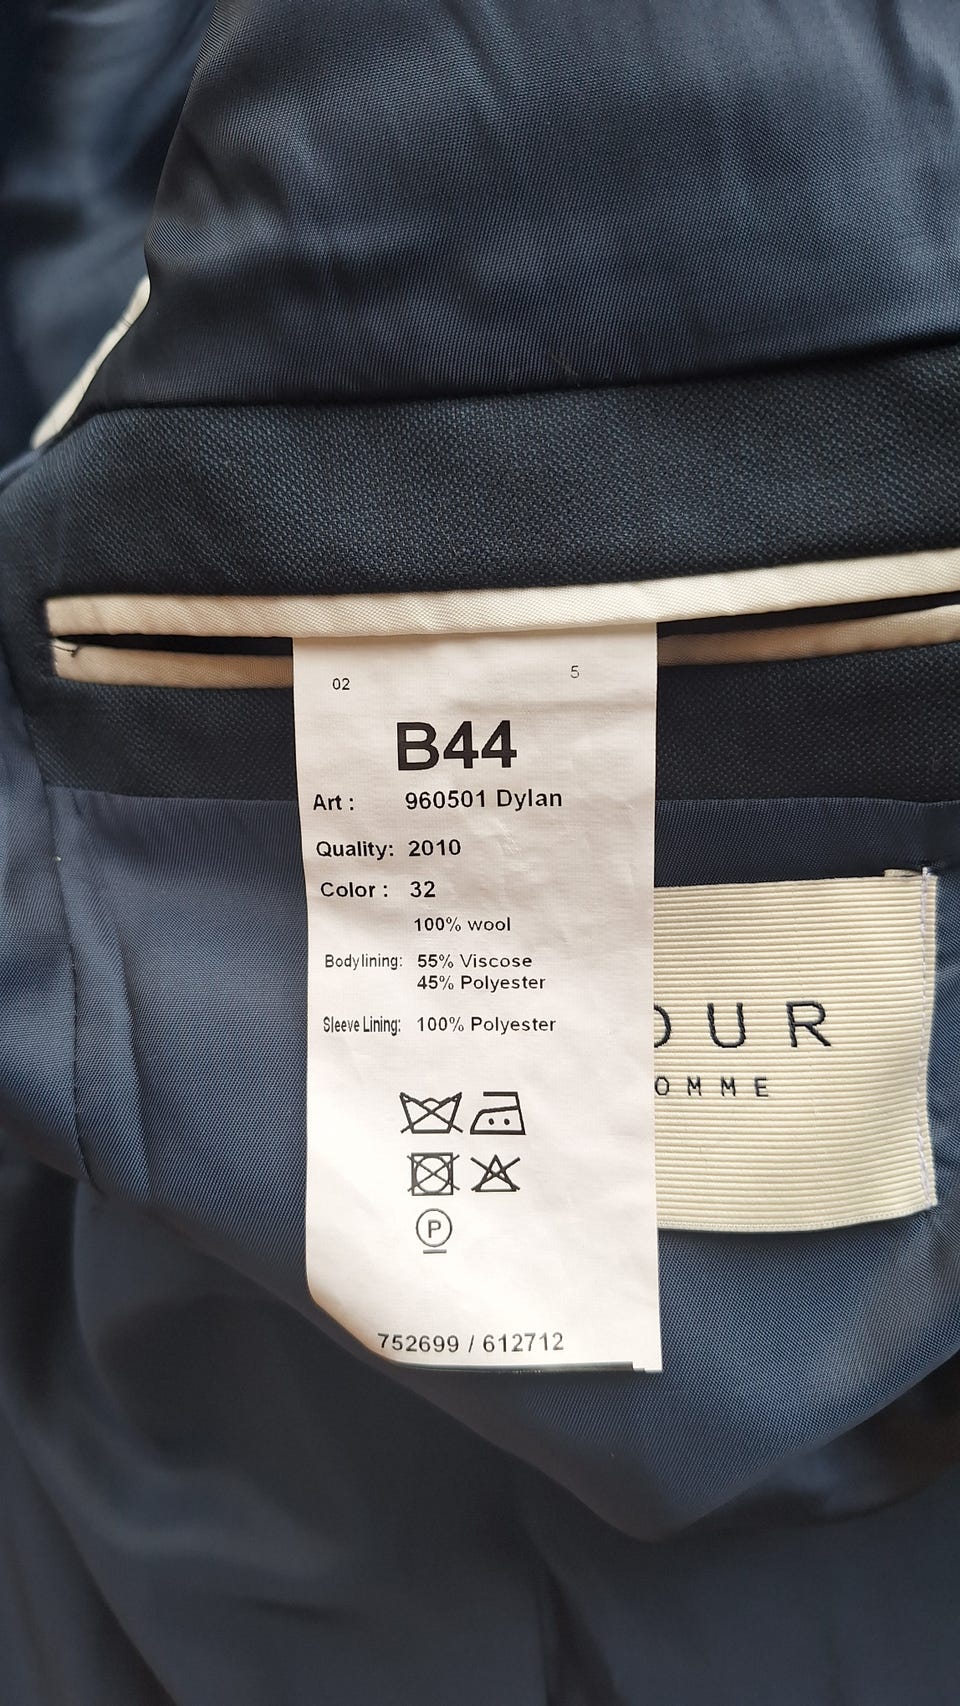 02 5
B44
Art : 960501 Dylan
Quality: 2010
Color : 32
100% wool
Bodylining: 55% Viscose
45% Polyester
Sleeve Lining: 100% Polyester
P
752699 / 612712
OUR
OMME